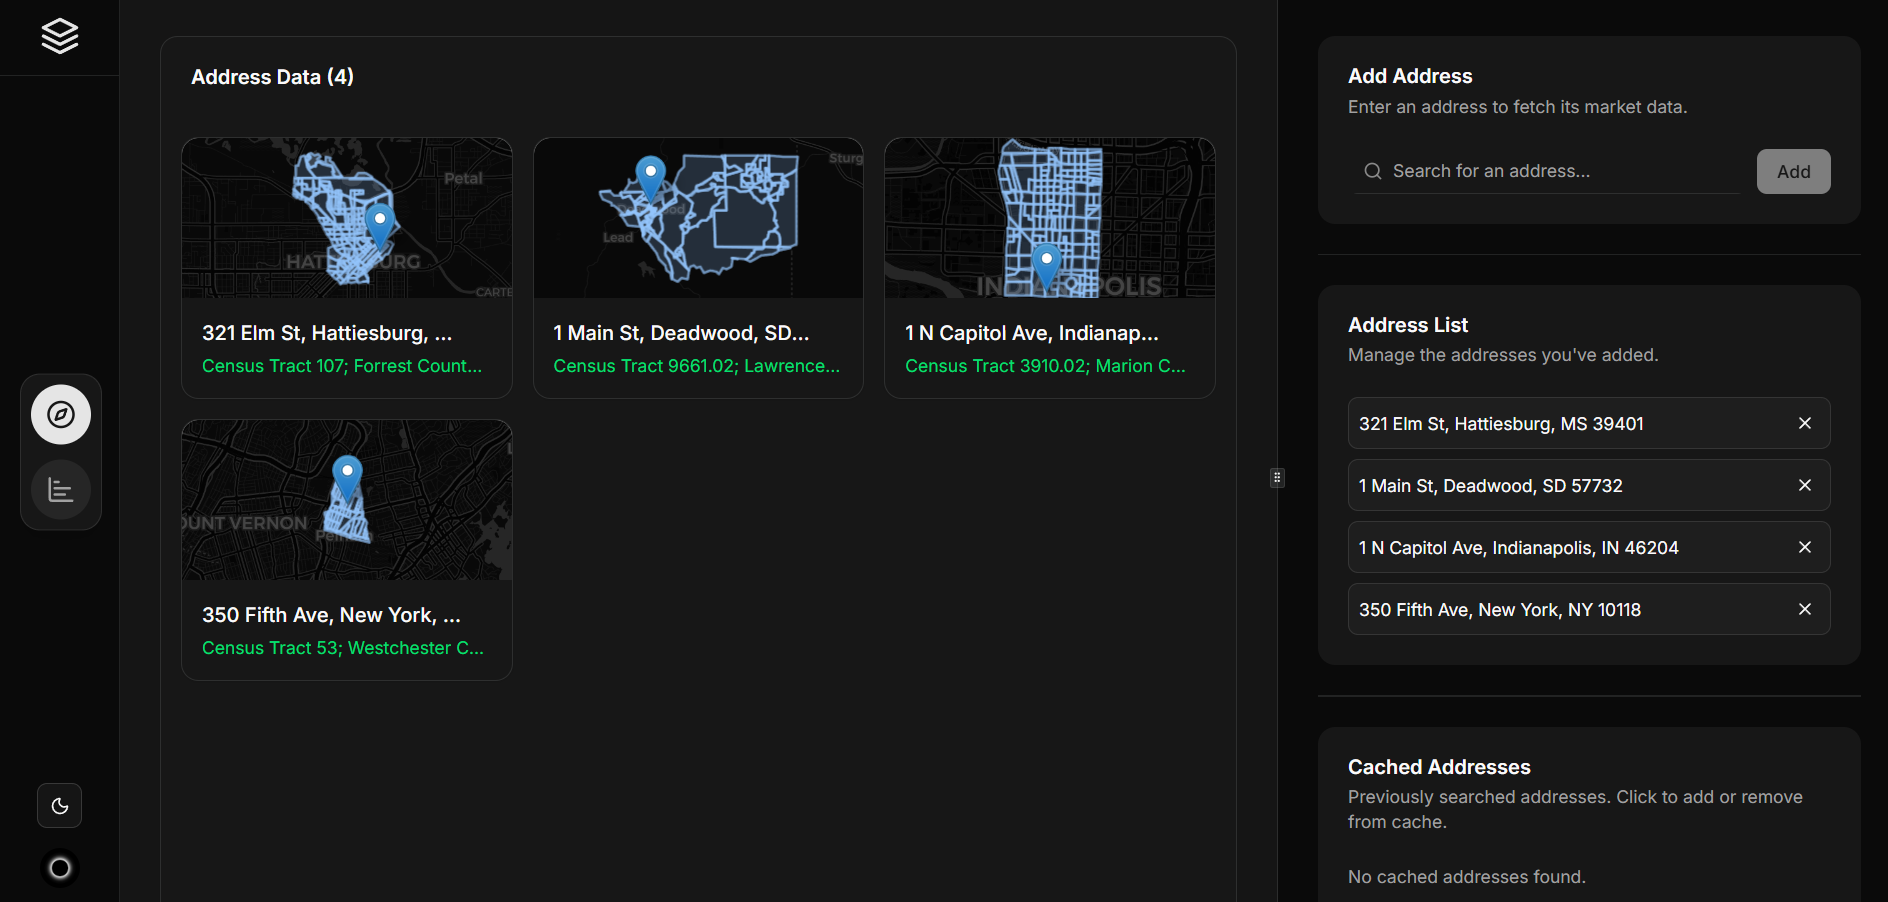 Address Data (4)
Petal
HATTIESBURG
CARTE
321 Elm St, Hattiesburg, ...
Census Tract 107; Forrest Count...
Sturg
Lead
1 Main St, Deadwood, SD...
Census Tract 9661.02; Lawrence...
INDIANAPOLIS
1 N Capitol Ave, Indianap...
Census Tract 3910.02; Marion C...
OUNT VERNON
350 Fifth Ave, New York, ...
Census Tract 53; Westchester C...
Add Address
Enter an address to fetch its market data.
Search for an address...
Add
Address List
Manage the addresses you've added.
321 Elm St, Hattiesburg, MS 39401
1 Main St, Deadwood, SD 57732
1 N Capitol Ave, Indianapolis, IN 46204
350 Fifth Ave, New York, NY 10118
Cached Addresses
Previously searched addresses. Click to add or remove
from cache.
No cached addresses found.